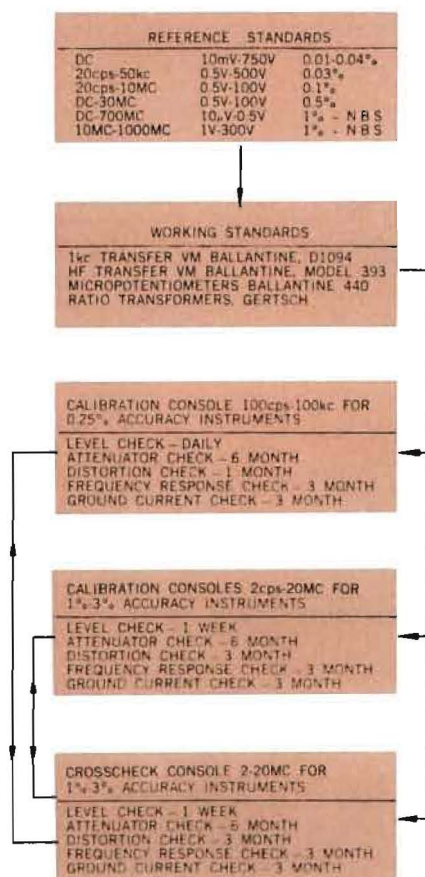 REFERENCE STANDARDS
DC 10mV-750V 0.01-0.04%
20cps-50kc 0.5V-500V 0.03%
20cps-10MC 0.5V-100V 0.1%
DC-30MC 0.5V-100V 0.5%
DC-700MC 10µV-0.5V 1% - NBS
10MC-1000MC 1V-300V 1% - NBS
WORKING STANDARDS
1kc TRANSFER VM BALLANTINE, D1094
HF TRANSFER VM BALLANTINE, MODEL 393
MICROPOTENTIOMETERS BALLANTINE 440
RATIO TRANSFORMERS, GERTSCH
CALIBRATION CONSOLE 100cps-100kc FOR
0.25% ACCURACY INSTRUMENTS
LEVEL CHECK - DAILY
ATTENUATOR CHECK - 6 MONTH
DISTORTION CHECK - 1 MONTH
FREQUENCY RESPONSE CHECK - 3 MONTH
GROUND CURRENT CHECK - 3 MONTH
CALIBRATION CONSOLES 2cps-20MC FOR
1%-3% ACCURACY INSTRUMENTS
LEVEL CHECK - 1 WEEK
ATTENUATOR CHECK - 6 MONTH
DISTORTION CHECK - 3 MONTH
FREQUENCY RESPONSE CHECK - 3 MONTH
GROUND CURRENT CHECK - 3 MONTH
CROSSCHECK CONSOLE 2-20MC FOR
1%-3% ACCURACY INSTRUMENTS
LEVEL CHECK - 1 WEEK
ATTENUATOR CHECK - 6 MONTH
DISTORTION CHECK - 3 MONTH
FREQUENCY RESPONSE CHECK - 3 MONTH
GROUND CURRENT CHECK - 3 MONTH